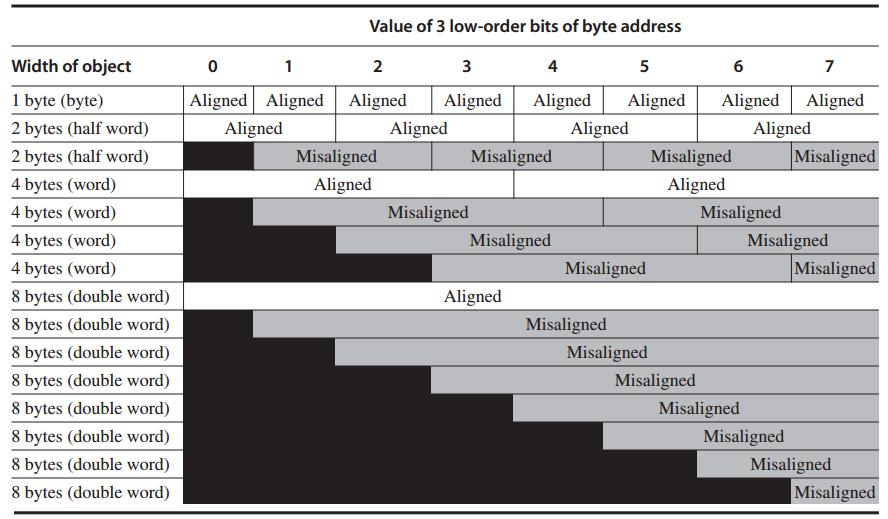 Value of 3 low-order bits of byte address
Width of object 0 1 2 3 4 5 6 7
1 byte (byte) Aligned Aligned Aligned Aligned Aligned Aligned Aligned Aligned
2 bytes (half word) Aligned Aligned Aligned Aligned
2 bytes (half word) Misaligned Misaligned Misaligned Misaligned
4 bytes (word) Aligned Aligned
4 bytes (word) Misaligned Misaligned
4 bytes (word) Misaligned Misaligned
4 bytes (word) Misaligned Misaligned
8 bytes (double word) Aligned
8 bytes (double word) Misaligned
8 bytes (double word) Misaligned
8 bytes (double word) Misaligned
8 bytes (double word) Misaligned
8 bytes (double word) Misaligned
8 bytes (double word) Misaligned
8 bytes (double word) Misaligned